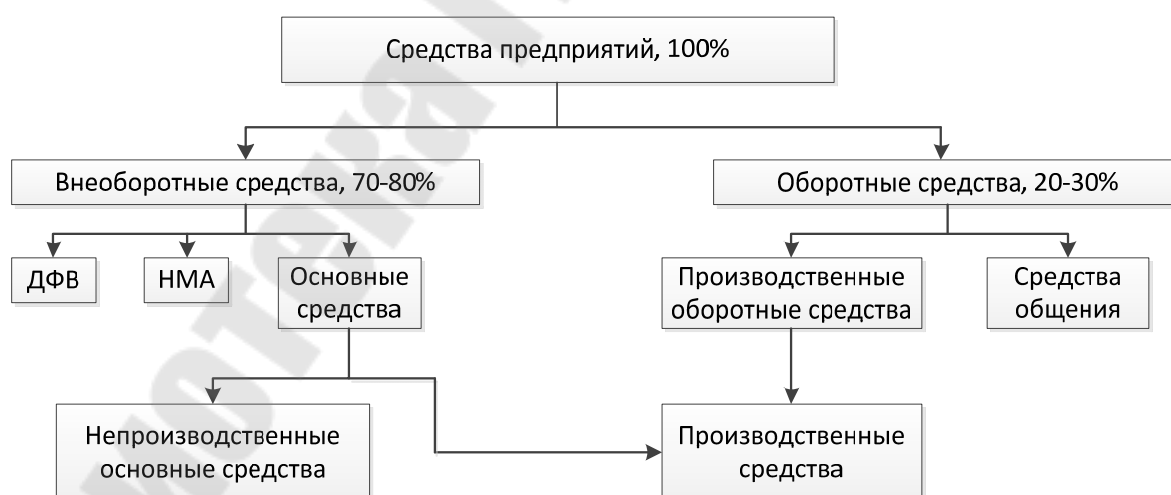 Средства предприятий, 100%
Внеоборотные средства, 70-80%
Оборотные средства, 20-30%
ДФВ
НМА
Основные
средства
Производственные
оборотные средства
Средства
общения
Непроизводственные
основные средства
Производственные
средства